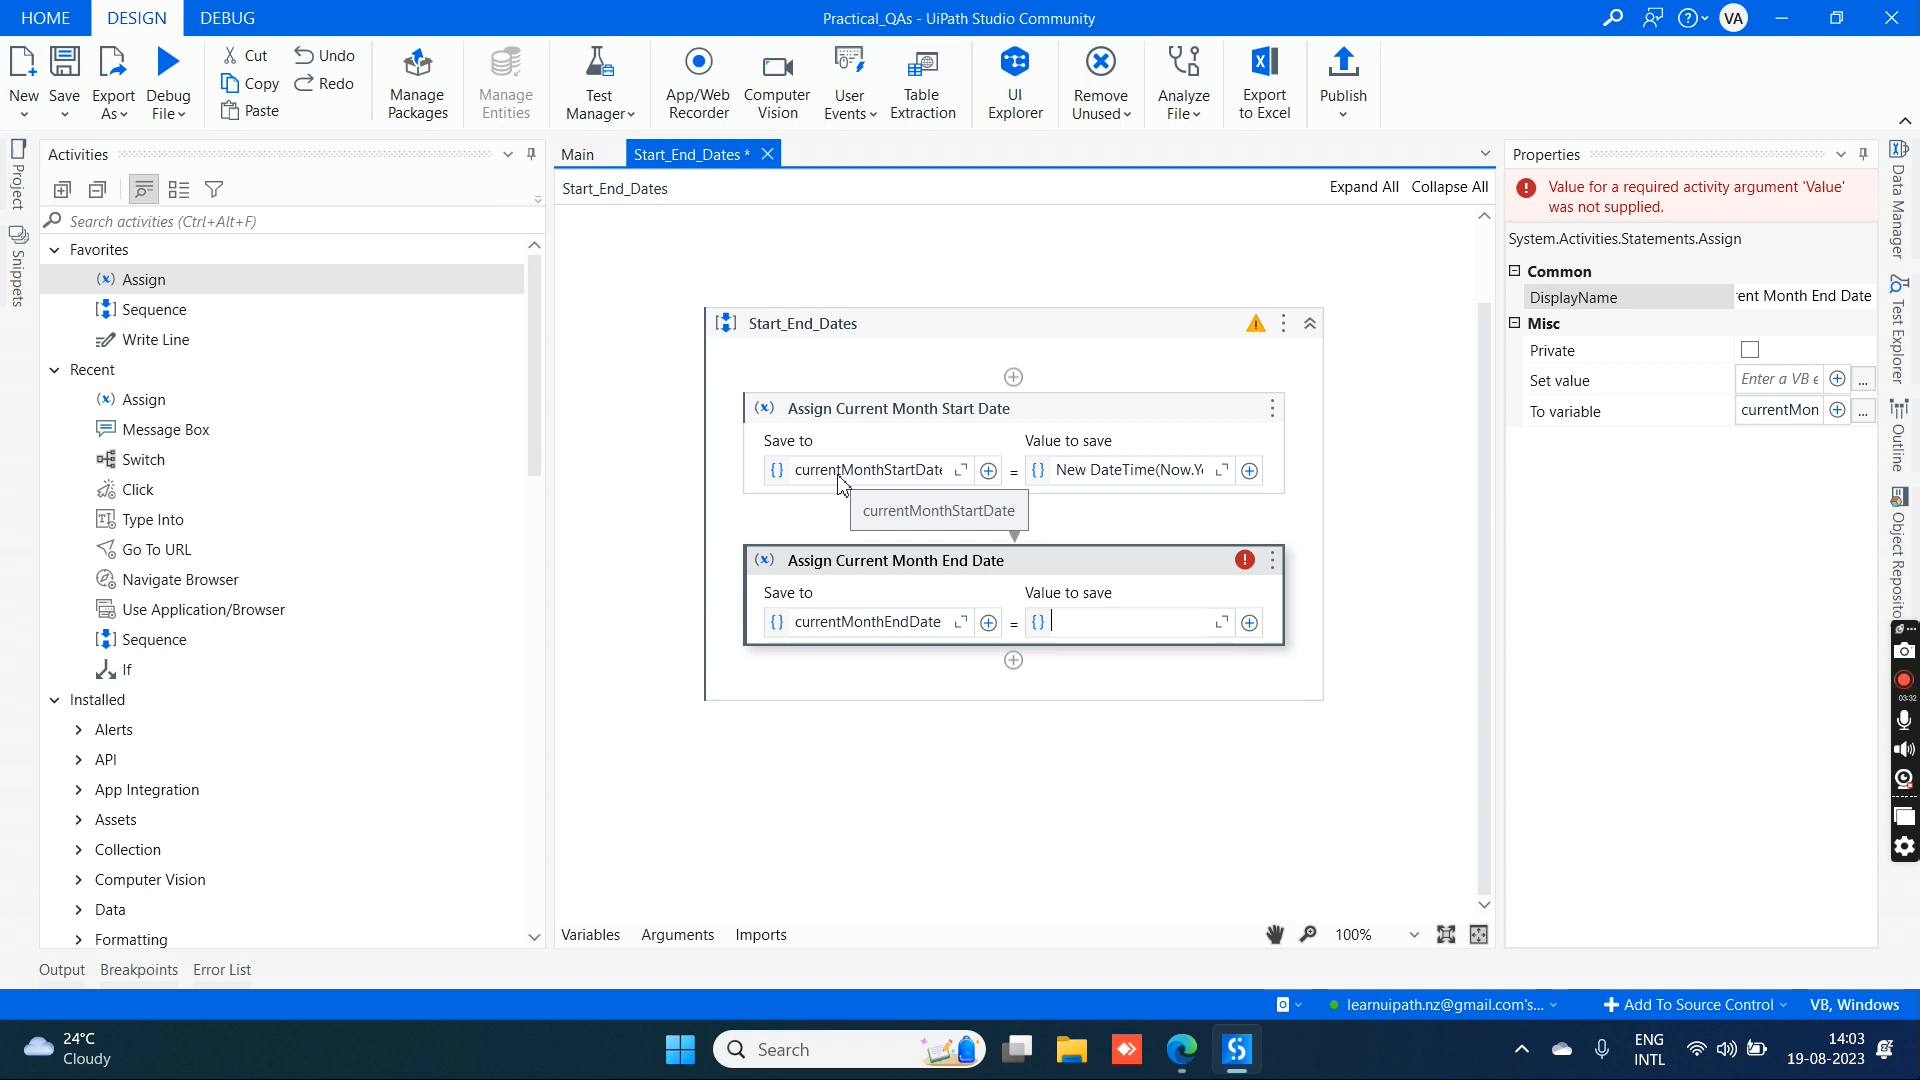 HOME DESIGN DEBUG
Practical_QAs - UiPath Studio Community
VA
New
Save
Export As
Debug File
Cut
Copy
Paste
Undo
Redo
Manage Packages
Manage Entities
Test Manager
App/Web Recorder
Computer Vision
User Events
Table Extraction
UI Explorer
Remove Unused
Analyze File
Export to Excel
Publish
Project
Snippets
Activities
Search activities (Ctrl+Alt+F)
Favorites
Assign
Sequence
Write Line
Recent
Assign
Message Box
Switch
Click
Type Into
Go To URL
Navigate Browser
Use Application/Browser
Sequence
If
Installed
Alerts
API
App Integration
Assets
Collection
Computer Vision
Data
Formatting
Main
Start_End_Dates *
Start_End_Dates
Expand All Collapse All
Start_End_Dates
Assign Current Month Start Date
Save to Value to save
currentMonthStartDate = New DateTime(Now.Ye
currentMonthStartDate
Assign Current Month End Date
Save to Value to save
currentMonthEndDate =
Variables Arguments Imports
100%
Properties
Value for a required activity argument 'Value'
was not supplied.
System.Activities.Statements.Assign
Common
DisplayName rent Month End Date
Misc
Private
Set value Enter a VB e
To variable currentMon
Data Manager
Test Explorer
Outline
Object Reposito
03:32
Output Breakpoints Error List
learnuipath.nz@gmail.com's...
Add To Source Control
VB, Windows
24°C
Cloudy
Search
ENG
INTL
14:03
19-08-2023